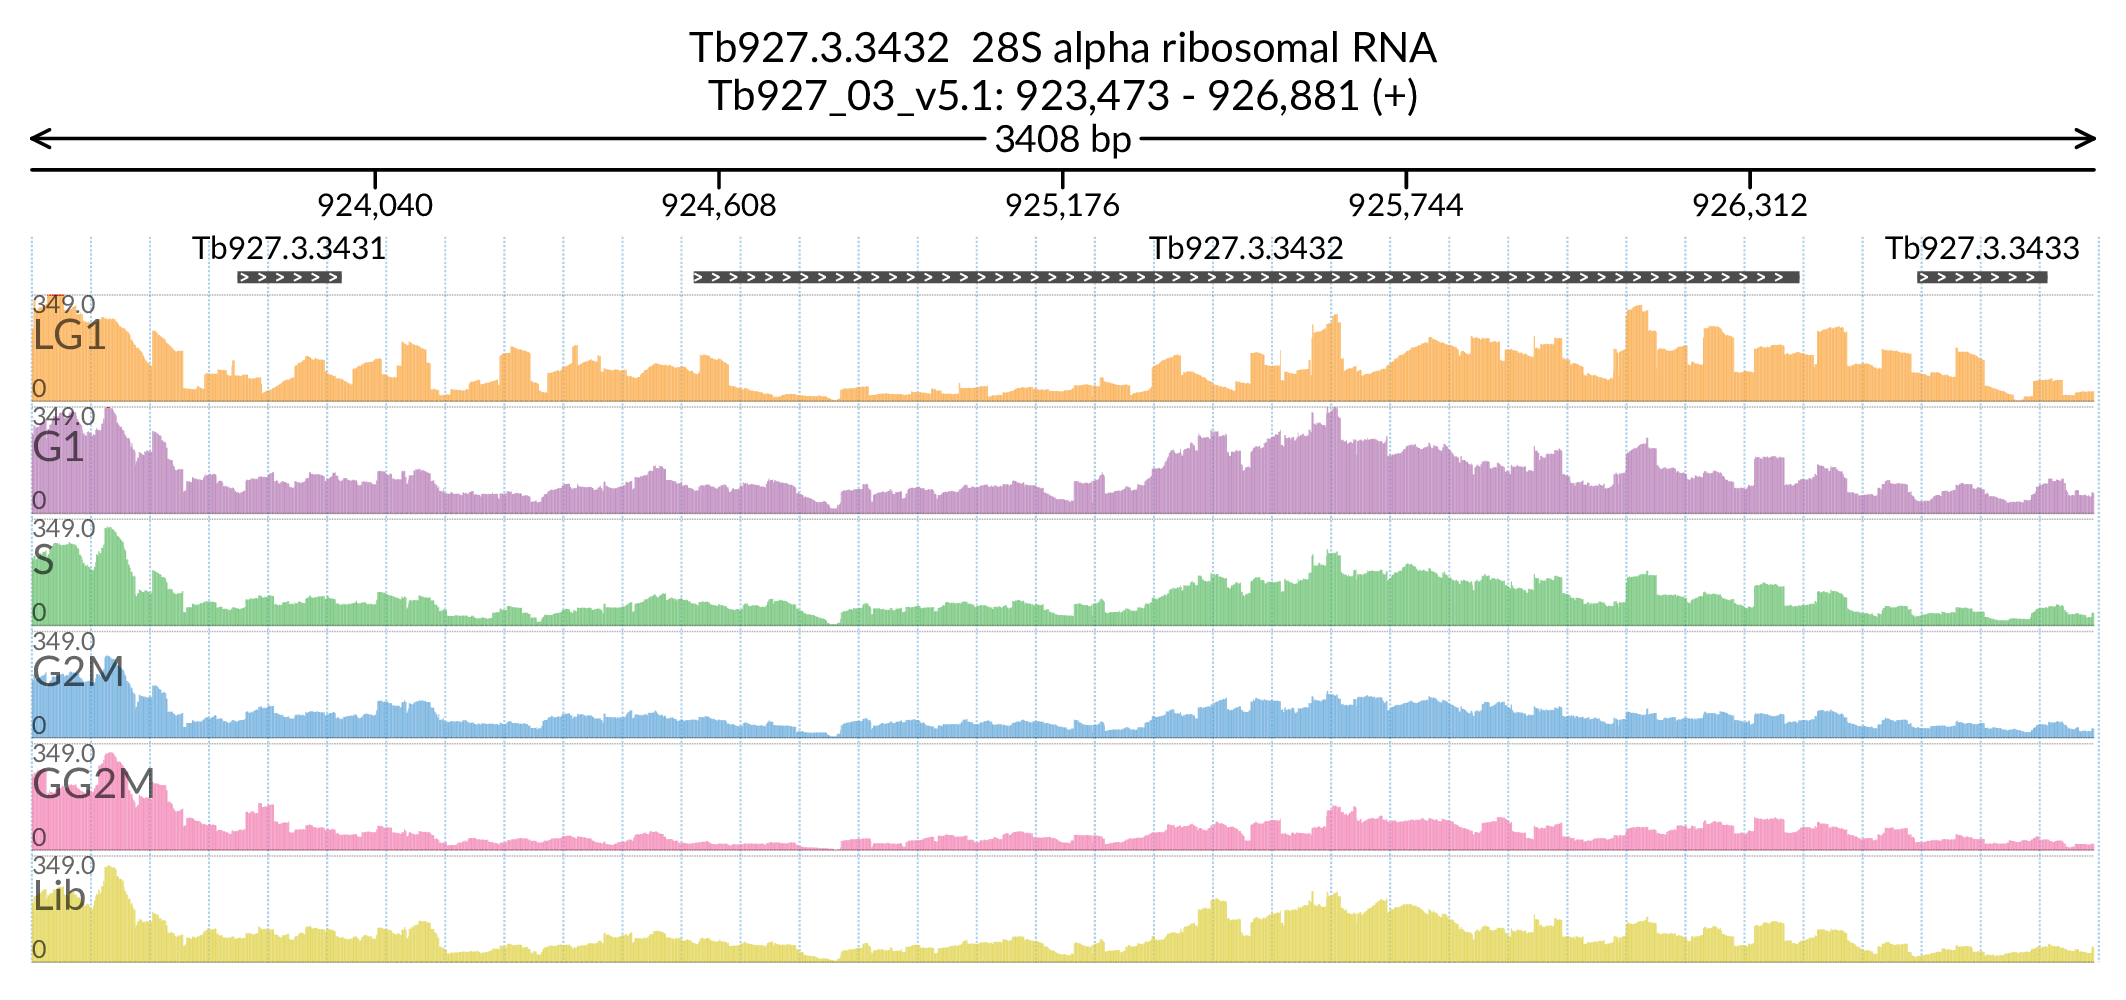 Tb927.3.3432  28S alpha ribosomal RNA
Tb927_03_v5.1: 923,473 - 926,881 (+)
3408 bp
924,040 924,608 925,176 925,744 926,312
Tb927.3.3431 Tb927.3.3432 Tb927.3.3433
349.0
LG1
0
349.0
G1
0
349.0
S
0
349.0
G2M
0
349.0
GG2M
0
349.0
Lib
0